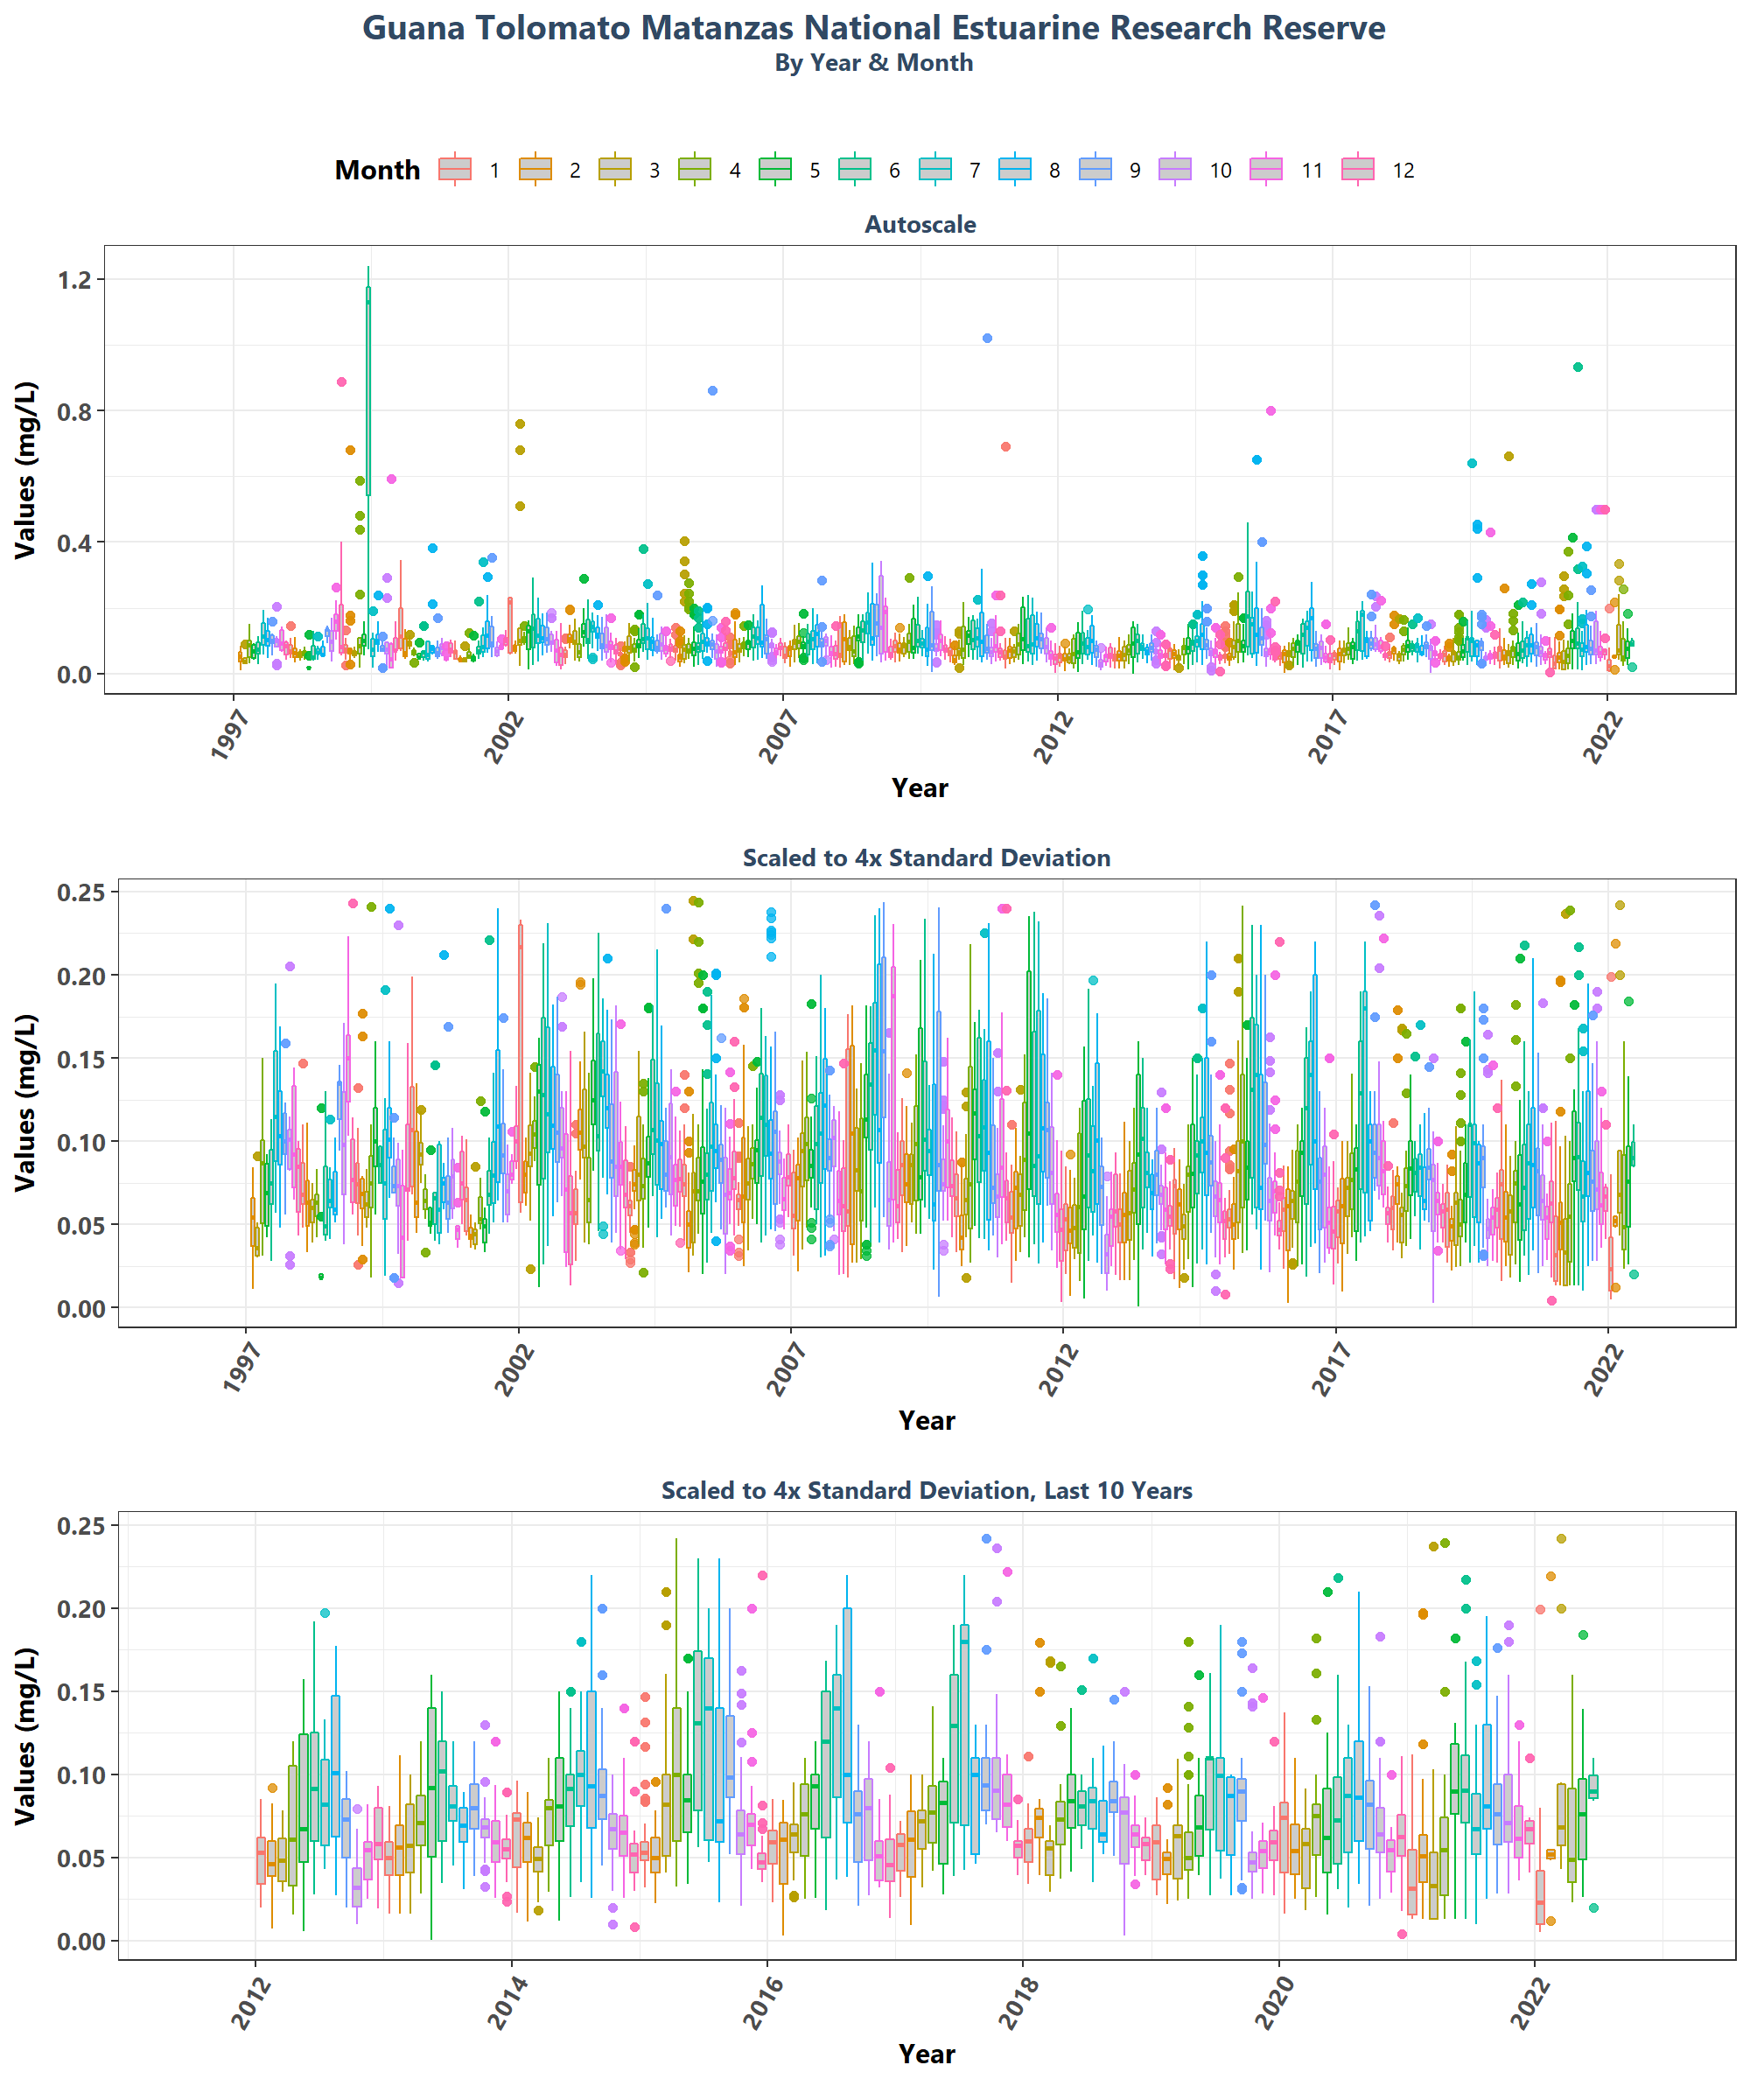 Guana Tolomato Matanzas National Estuarine Research Reserve
By Year & Month
Month 1 2 3 4 5 6 7 8 9 10 11 12
Autoscale
Values (mg/L)
1.2
0.8
0.4
0.0
1997 2002 2007 2012 2017 2022
Year
Scaled to 4x Standard Deviation
Values (mg/L)
0.25
0.20
0.15
0.10
0.05
0.00
1997 2002 2007 2012 2017 2022
Year
Scaled to 4x Standard Deviation, Last 10 Years
Values (mg/L)
0.25
0.20
0.15
0.10
0.05
0.00
2012 2014 2016 2018 2020 2022
Year